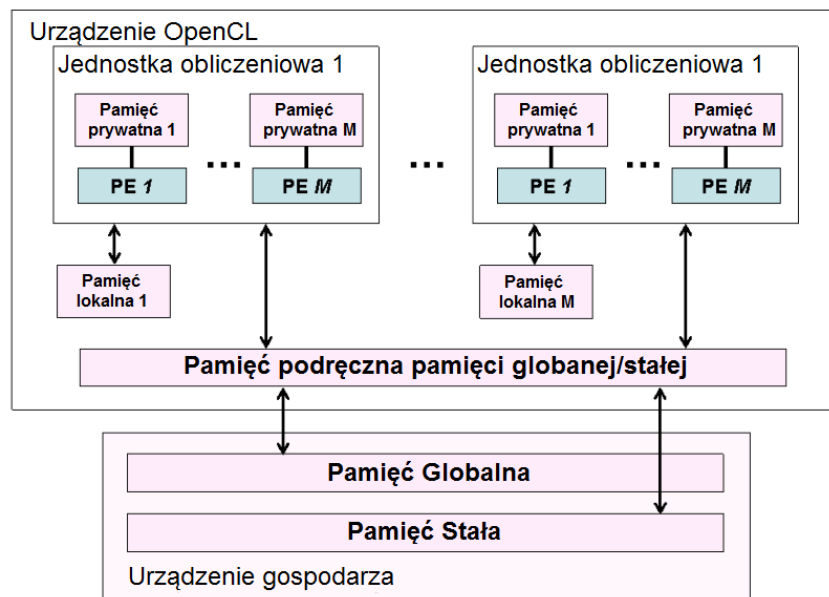 Urządzenie OpenCL
Jednostka obliczeniowa 1
Jednostka obliczeniowa 1
Pamięć
prywatna 1
Pamięć
prywatna M
Pamięć
prywatna 1
Pamięć
prywatna M
...
...
...
PE 1
PE M
PE 1
PE M
Pamięć
lokalna 1
Pamięć
lokalna M
Pamięć podręczna pamięci globanej/stałej
Pamięć Globalna
Pamięć Stała
Urządzenie gospodarza